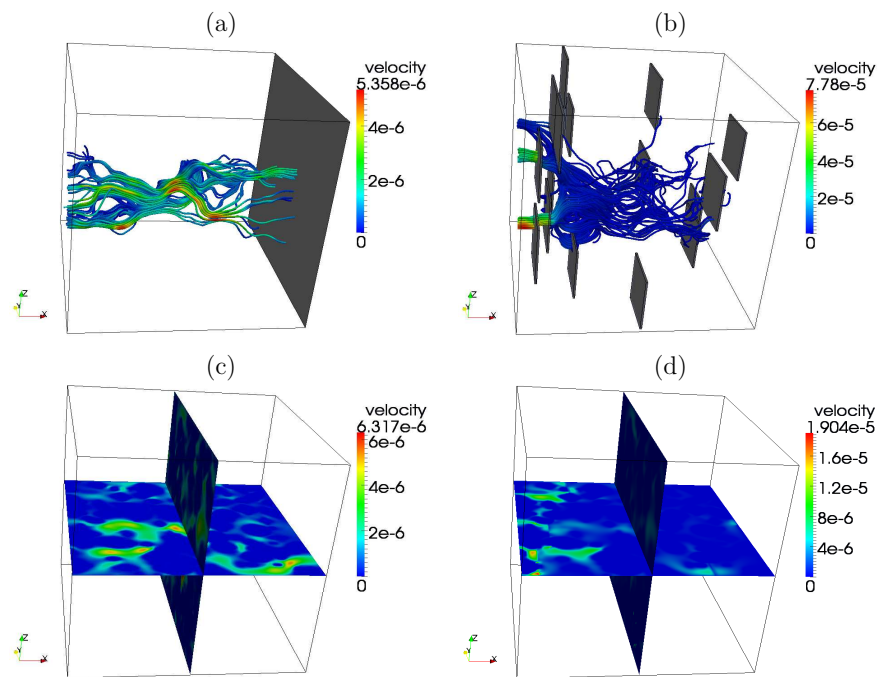 (a)
velocity
5.358e-6
4e-6
2e-6
0
Z
Y
X
(b)
velocity
7.78e-5
6e-5
4e-5
2e-5
0
Z
Y
X
(c)
velocity
6.317e-6
6e-6
4e-6
2e-6
0
Z
Y
X
(d)
velocity
1.904e-5
1.6e-5
1.2e-5
8e-6
4e-6
0
Z
Y
X